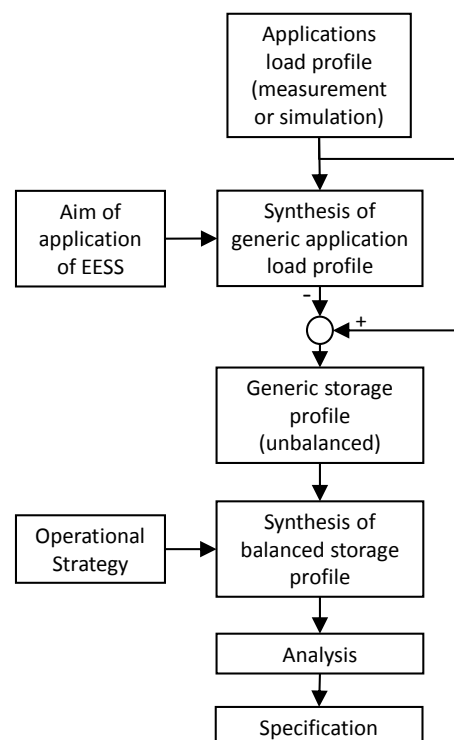 Applications
load profile
(measurement
or simulation)
Aim of
application
of EESS
Synthesis of
generic application
load profile
-
+
Generic storage
profile
(unbalanced)
Operational
Strategy
Synthesis of
balanced storage
profile
Analysis
Specification